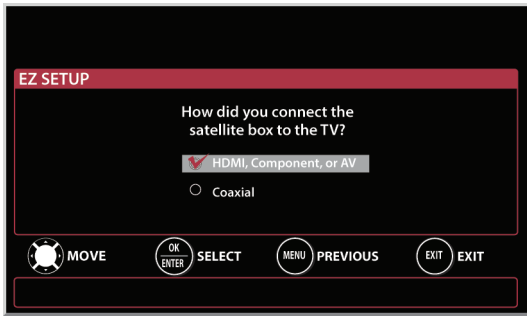 EZ SETUP
How did you connect the
satellite box to the TV?
HDMI, Component, or AV
Coaxial
MOVE OK ENTER SELECT MENU PREVIOUS EXIT EXIT